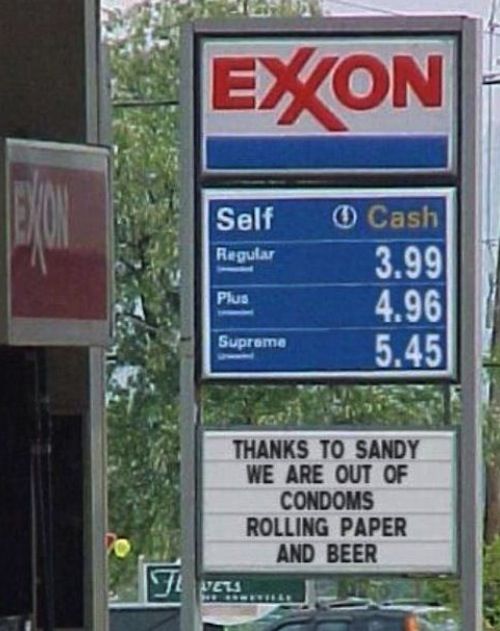 EXXON
EXXON
Self Cash
Regular 3.99
Plus 4.96
Supreme 5.45
THANKS TO SANDY
WE ARE OUT OF
CONDOMS
ROLLING PAPER
AND BEER